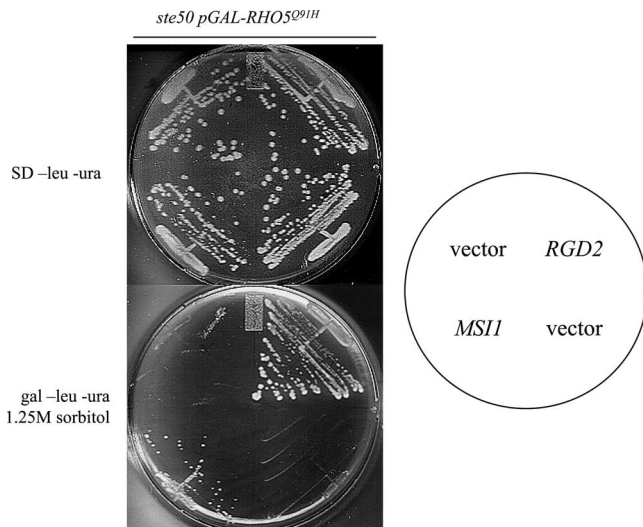 ste50 pGAL-RHO5Q91H
SD –leu -ura
vector RGD2
MSI1 vector
gal –leu -ura
1.25M sorbitol